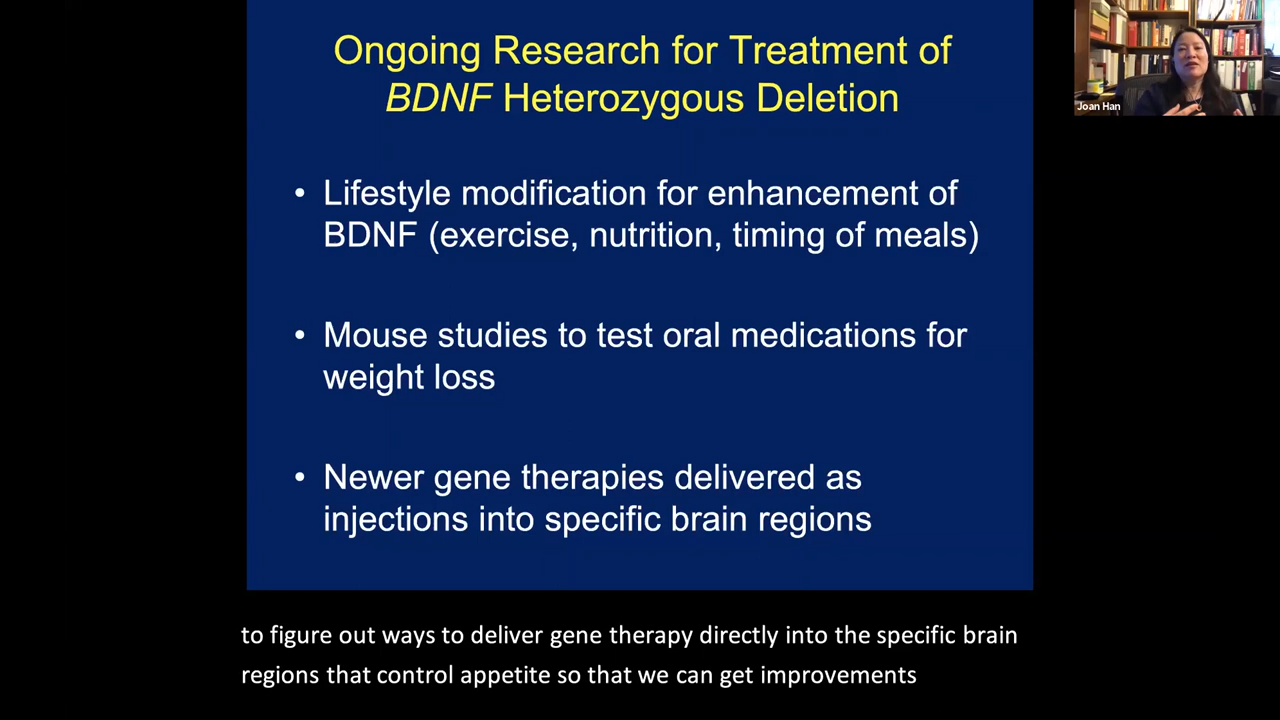 Ongoing Research for Treatment of
BDNF Heterozygous Deletion
Joan Han
• Lifestyle modification for enhancement of
BDNF (exercise, nutrition, timing of meals)
• Mouse studies to test oral medications for
weight loss
• Newer gene therapies delivered as
injections into specific brain regions
to figure out ways to deliver gene therapy directly into the specific brain
regions that control appetite so that we can get improvements